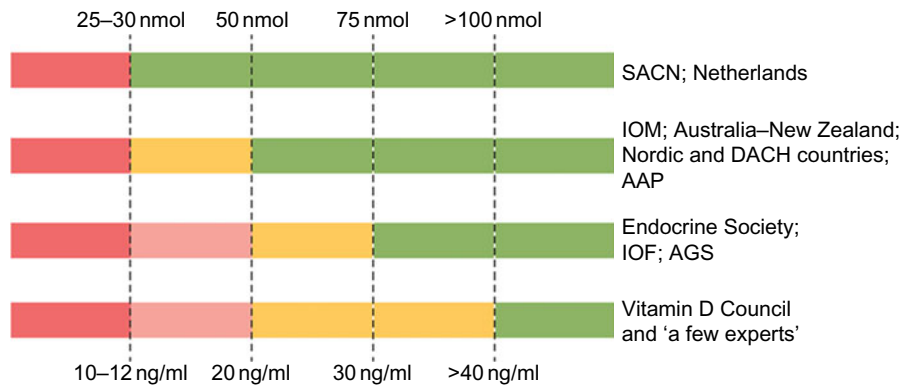 25–30 nmol 50 nmol 75 nmol >100 nmol
SACN; Netherlands
IOM; Australia–New Zealand;
Nordic and DACH countries;
AAP
Endocrine Society;
IOF; AGS
Vitamin D Council
and ‘a few experts’
10–12 ng/ml 20 ng/ml 30 ng/ml >40 ng/ml